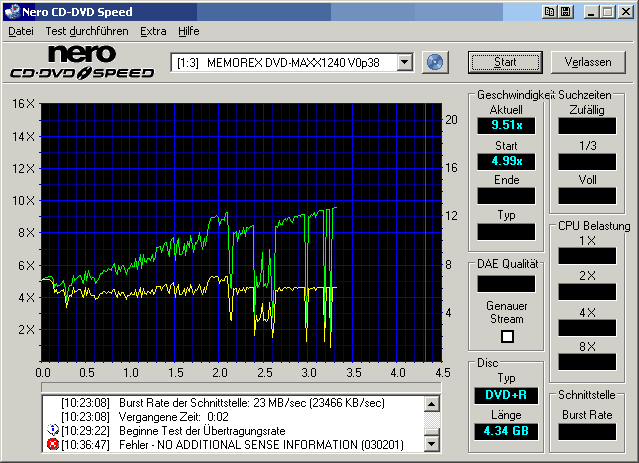 Nero CD-DVD Speed
Datei Test durchführen Extra Hilfe
nero
CD-DVD SPEED
[1:3] MEMOREX DVD-MAXX1240 V0p38
Start
Verlassen
16 X
14 X
12 X
10 X
8 X
6 X
4 X
2 X
20
16
12
8
4
0.0 0.5 1.0 1.5 2.0 2.5 3.0 3.5 4.0 4.5
Geschwindigkeit
Aktuell
9.51x
Start
4.99x
Ende
Typ
Suchzeiten
Zufällig
1/3
Voll
CPU Belastung
1 X
2 X
4 X
8 X
DAE Qualität
Genauer
Stream
Disc
Typ
DVD+R
Länge
4.34 GB
Schnittstelle
Burst Rate
[10:23:08] Burst Rate der Schnittstelle: 23 MB/sec (23466 KB/sec)
[10:23:08] Vergangene Zeit: 0:02
[10:29:22] Beginne Test der Übertragungsrate
[10:36:47] Fehler - NO ADDITIONAL SENSE INFORMATION (030201)